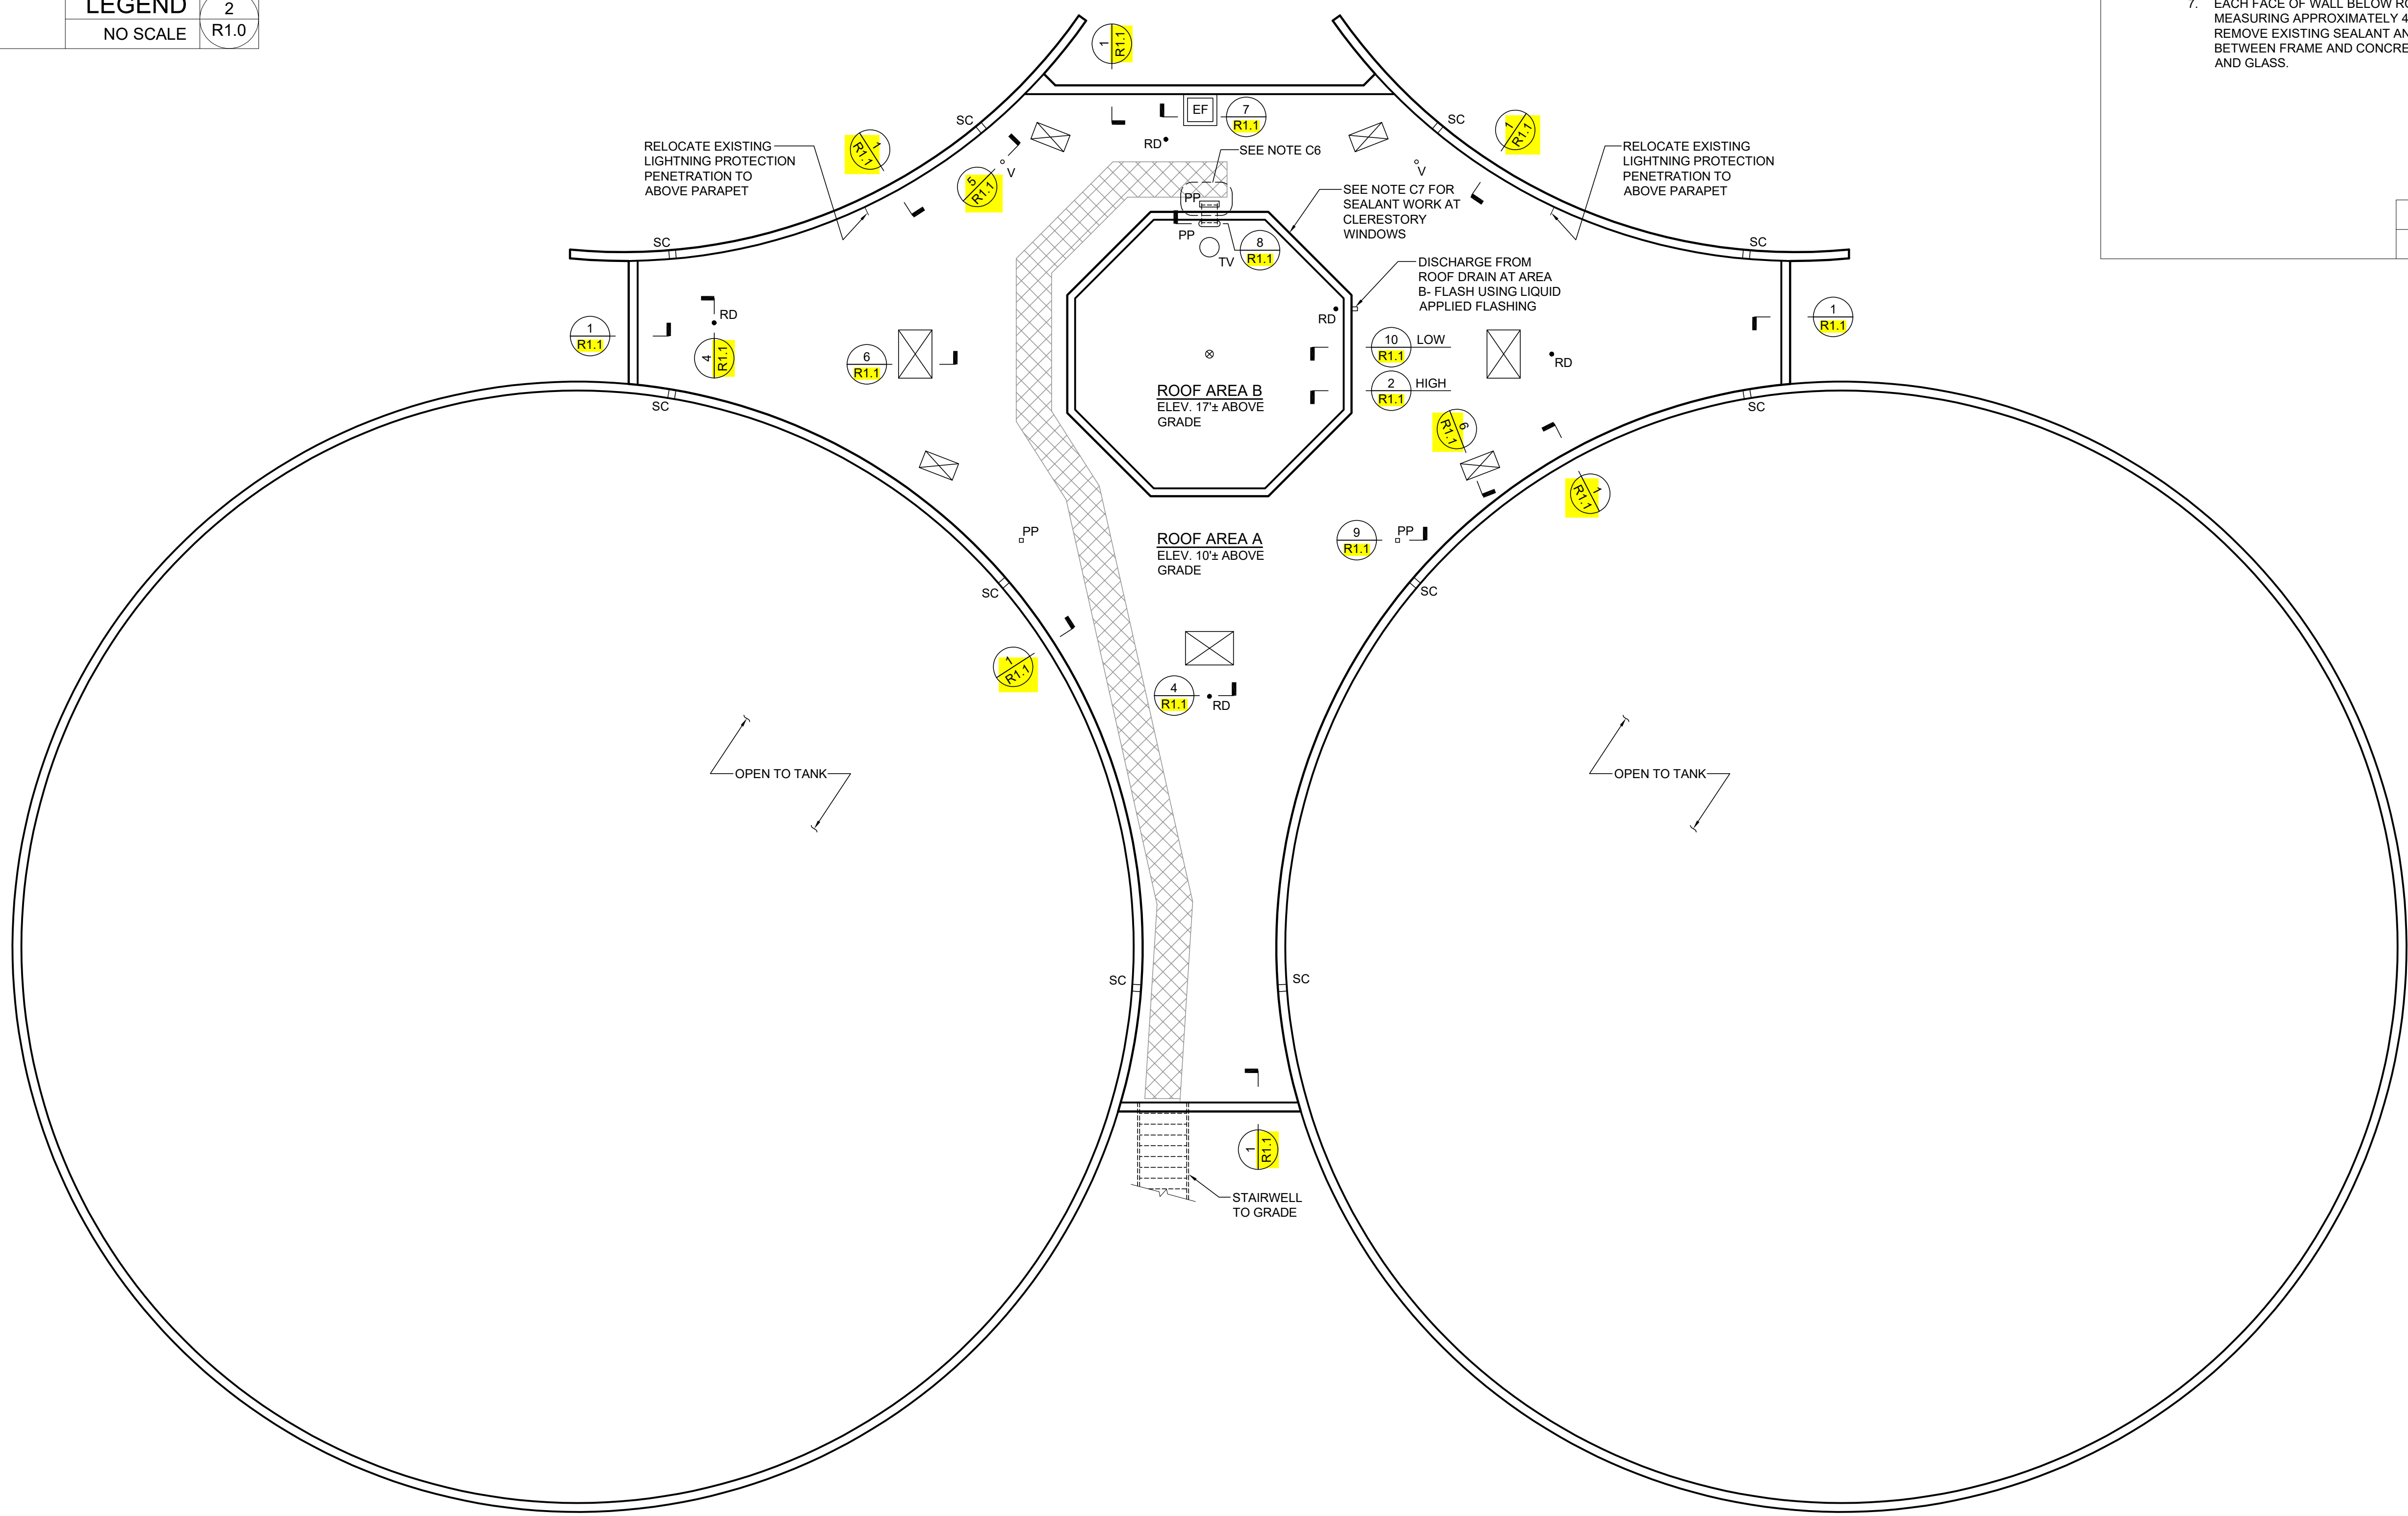 LEGEND
2
NO SCALE
R1.0
7. EACH FACE OF WALL BELOW
MEASURING APPROXIMATELY 4
REMOVE EXISTING SEALANT
BETWEEN FRAME AND
AND GLASS.
1
R1.1
EF
7
R1.1
SC
SC
RD
SEE NOTE C6
1
R1.1
1
R1.1
RELOCATE EXISTING
LIGHTNING PROTECTION
PENETRATION TO
ABOVE PARAPET
RELOCATE EXISTING
LIGHTNING PROTECTION
PENETRATION TO
ABOVE PARAPET
V
V
5
R1.1
PP
SEE NOTE C7 FOR
SEALANT WORK AT
CLERESTORY
WINDOWS
PP
8
R1.1
TV
SC
SC
DISCHARGE FROM
ROOF DRAIN AT AREA
B- FLASH USING LIQUID
APPLIED FLASHING
RD
RD
1
R1.1
1
R1.1
4
R1.1
6
R1.1
10
R1.1
LOW
2
R1.1
HIGH
RD
ROOF AREA B
ELEV. 17'± ABOVE
GRADE
SC
SC
6
R1.1
1
R1.1
PP
ROOF AREA A
ELEV. 10'± ABOVE
GRADE
9
R1.1
PP
SC
SC
1
R1.1
4
R1.1
RD
OPEN TO TANK
OPEN TO TANK
SC
SC
1
R1.1
STAIRWELL
TO GRADE